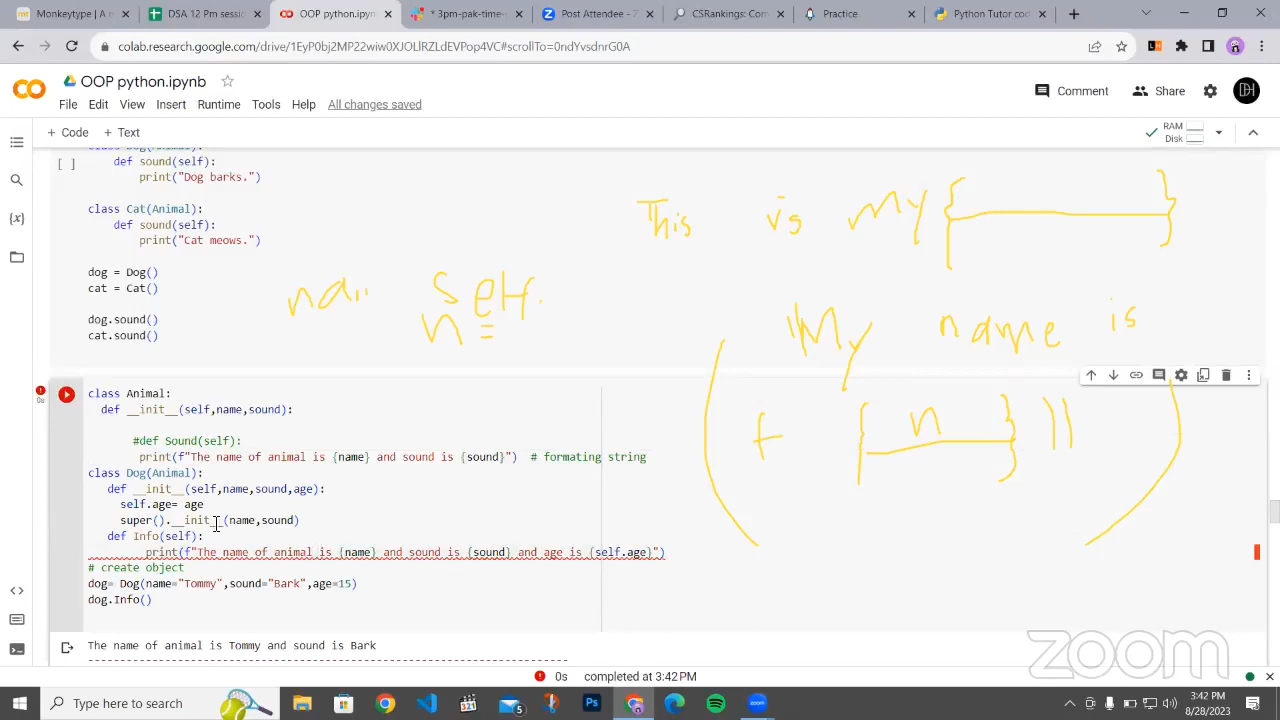 Monkeytype | A t
DSA 12 Pm sessi
OOP python.ipyn
* 3pm-pak-time-
Post Attendee - Z
CSRankings: Com
Practice
Python Tutor cod
colab.research.google.com/drive/1EyP0bj2MP22wiw0XJOLlRZLdEVPop4VC#scrollTo=0ndYvsdnrG0A
OOP python.ipynb
File Edit View Insert Runtime Tools Help All changes saved
Comment Share DH
+ Code + Text RAM Disk
class Dog(Animal):
[ ] def sound(self):
print("Dog barks.")
class Cat(Animal):
def sound(self):
print("Cat meows.")
dog = Dog()
cat = Cat()
dog.sound()
cat.sound()
This is my { }
self.
n =
"My name is
{ n } ")
class Animal:
def __init__(self,name,sound):
#def Sound(self):
print(f"The name of animal is {name} and sound is {sound}") # formating string
class Dog(Animal):
def __init__(self,name,sound,age):
self.age= age
super().__init__(name,sound)
def Info(self):
print(f"The name of animal is {name} and sound is {sound} and age is {self.age}")
# create object
dog= Dog(name="Tommy",sound="Bark",age=15)
dog.Info()
The name of animal is Tommy and sound is Bark
zoom
0s completed at 3:42 PM
Type here to search
3:42 PM
8/28/2023